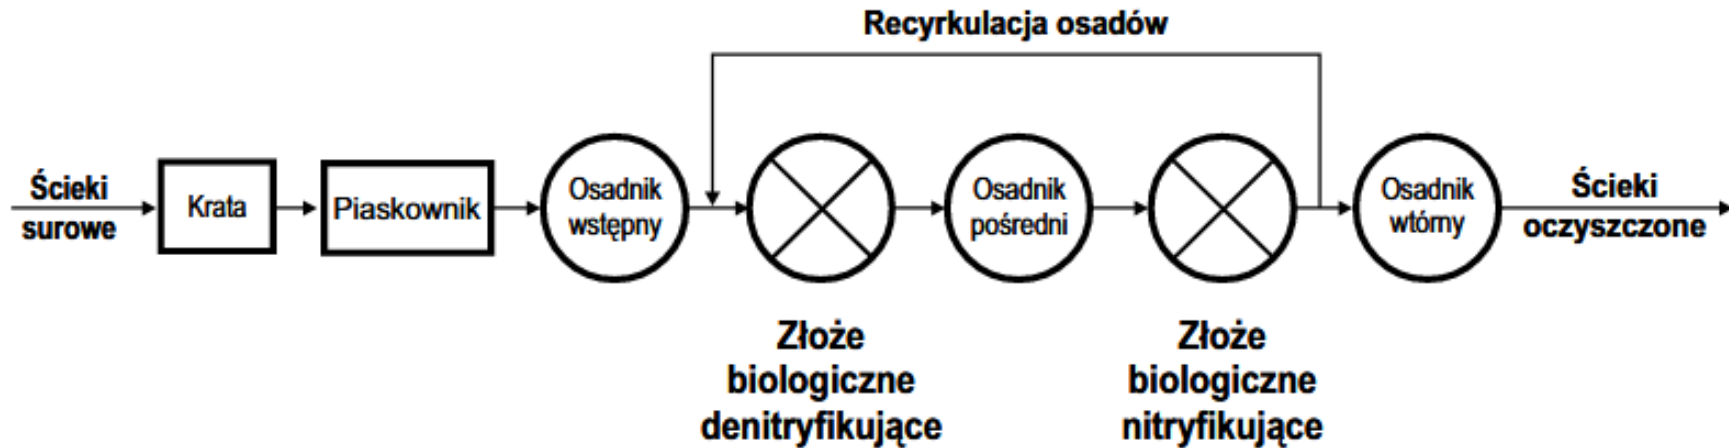 Recyrkulacja osadów
Ścieki
surowe
Krata
Piaskownik
Osadnik
wstępny
Osadnik
pośredni
Osadnik
wtórny
Ścieki
oczyszczone
Złoże
biologiczne
denitryfikujące
Złoże
biologiczne
nitryfikujące